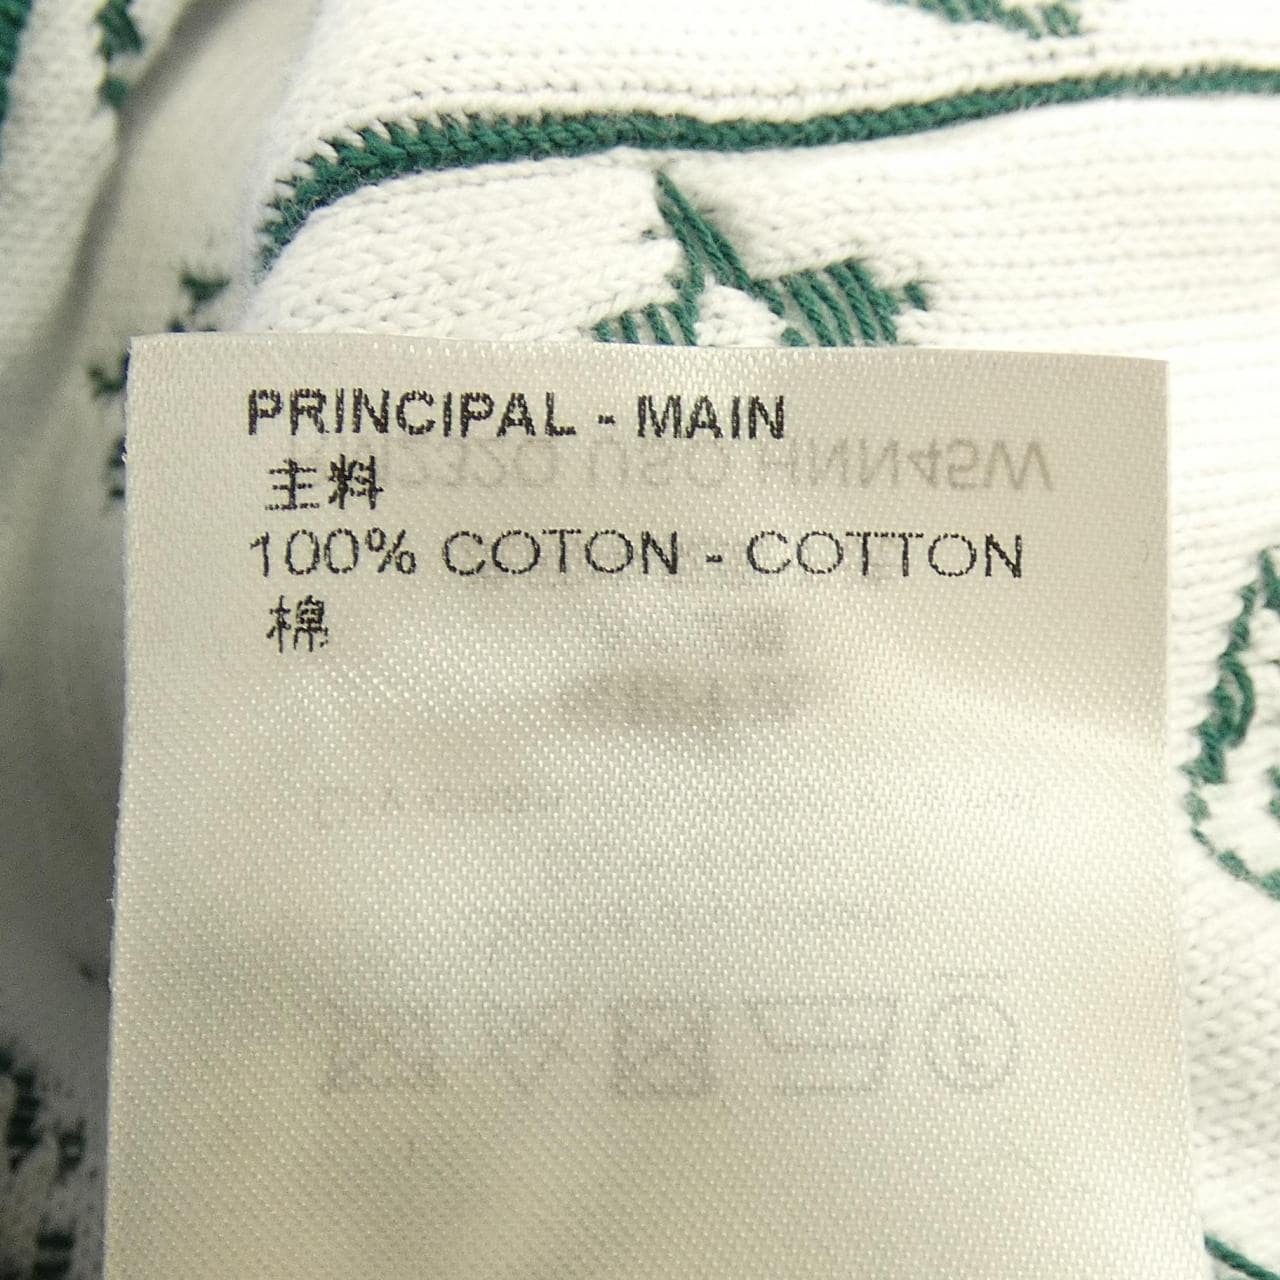 PRINCIPAL - MAIN
主料
100% COTON - COTTON
棉